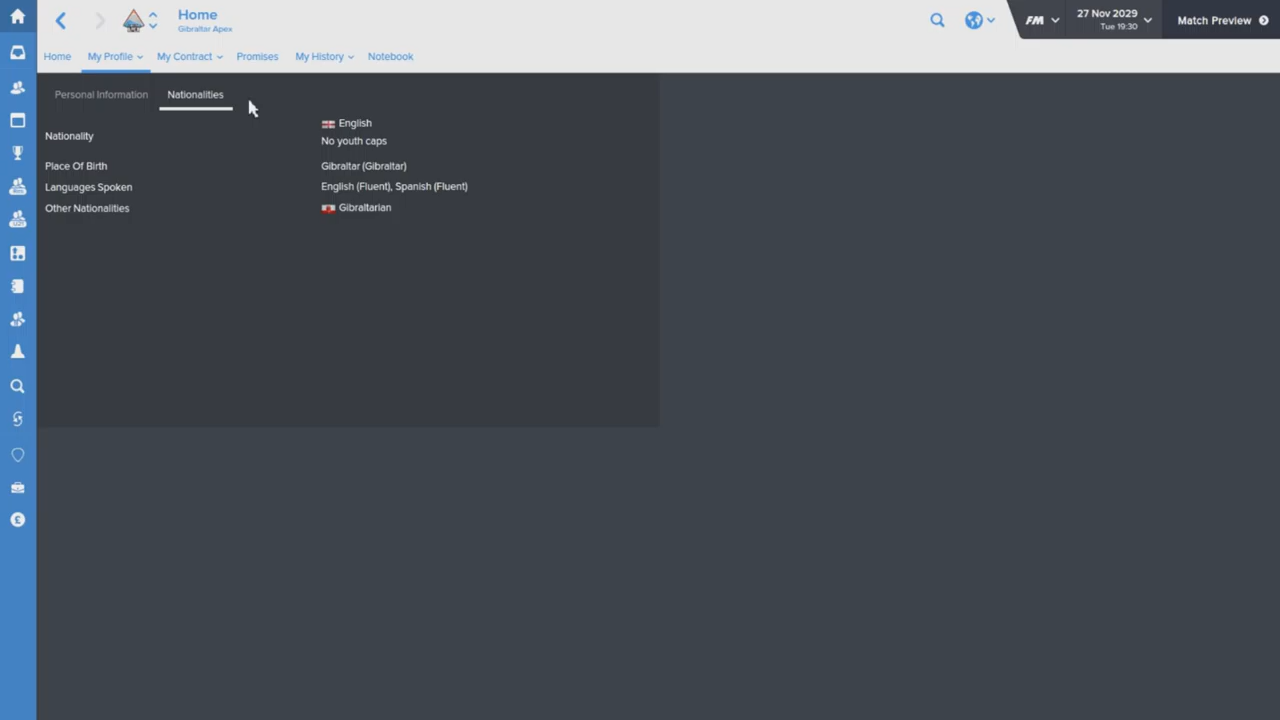 Home
Gibraltar Apex
FM
27 Nov 2029
Tue 19:30
Match Preview
Home
My Profile
My Contract
Promises
My History
Notebook
Personal Information
Nationalities
Nationality
English
No youth caps
Place Of Birth
Gibraltar (Gibraltar)
Languages Spoken
English (Fluent), Spanish (Fluent)
Other Nationalities
Gibraltarian